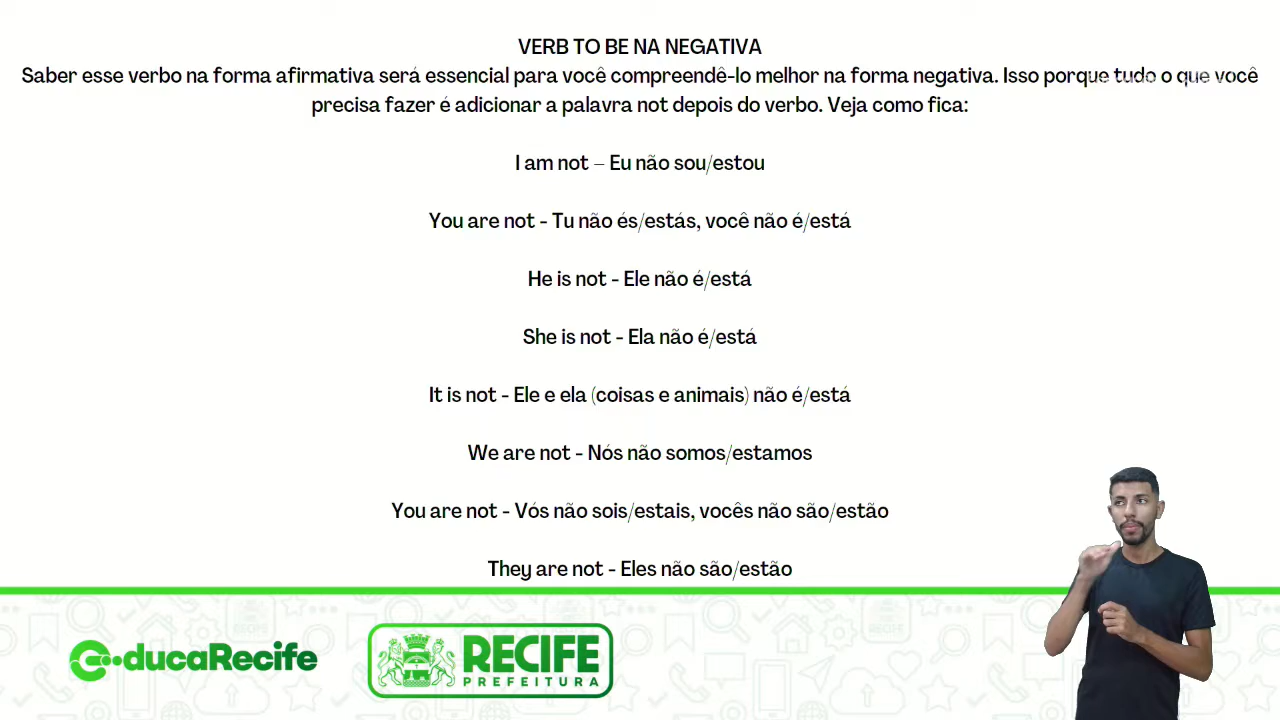 VERB TO BE NA NEGATIVA
Saber esse verbo na forma afirmativa será essencial para você compreendê-lo melhor na forma negativa. Isso porque tudo o que você
precisa fazer é adicionar a palavra not depois do verbo. Veja como fica:
I am not – Eu não sou/estou
You are not - Tu não és/estás, você não é/está
He is not - Ele não é/está
She is not - Ela não é/está
It is not - Ele e ela (coisas e animais) não é/está
We are not - Nós não somos/estamos
You are not - Vós não sois/estais, vocês não são/estão
They are not - Eles não são/estão
educaRecife
RECIFE
PREFEITURA